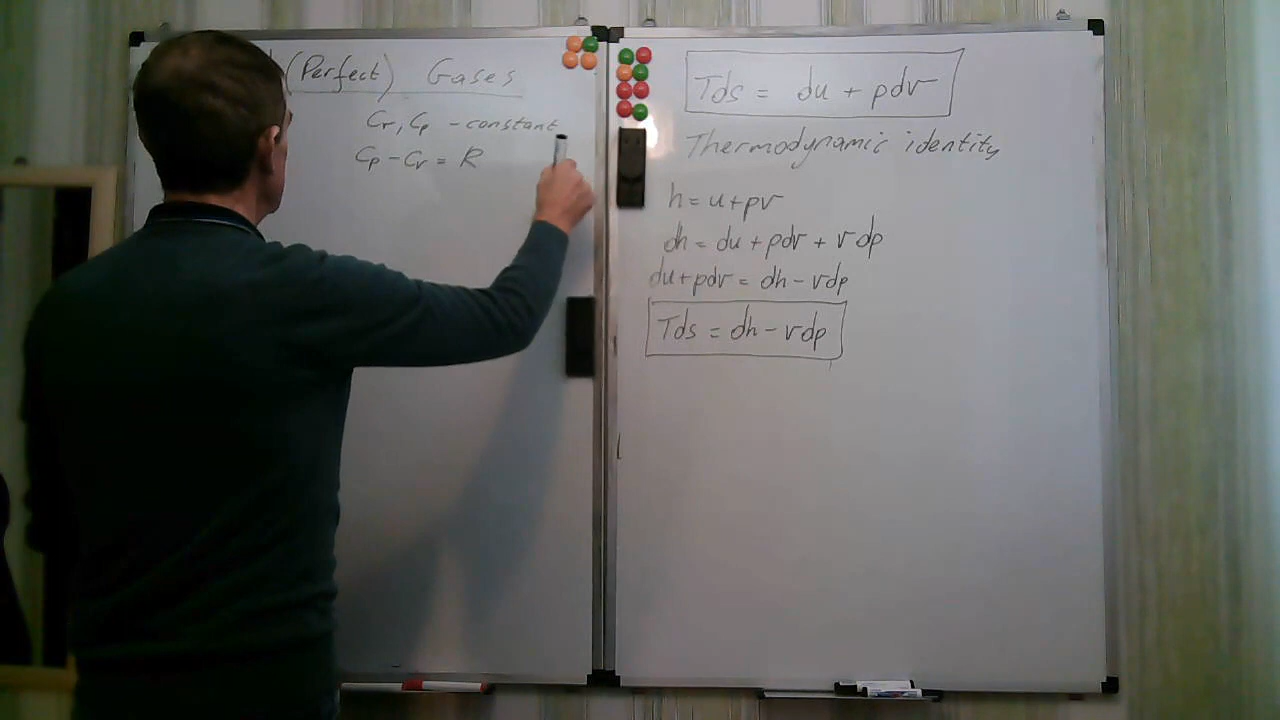 (Perfect) Gases
Cv, Cp - constant
Cp - Cv = R
Tds = du + pdv
Thermodynamic identity
h = u + pv
dh = du + pdv + vdp
du + pdv = dh - vdp
Tds = dh - vdp